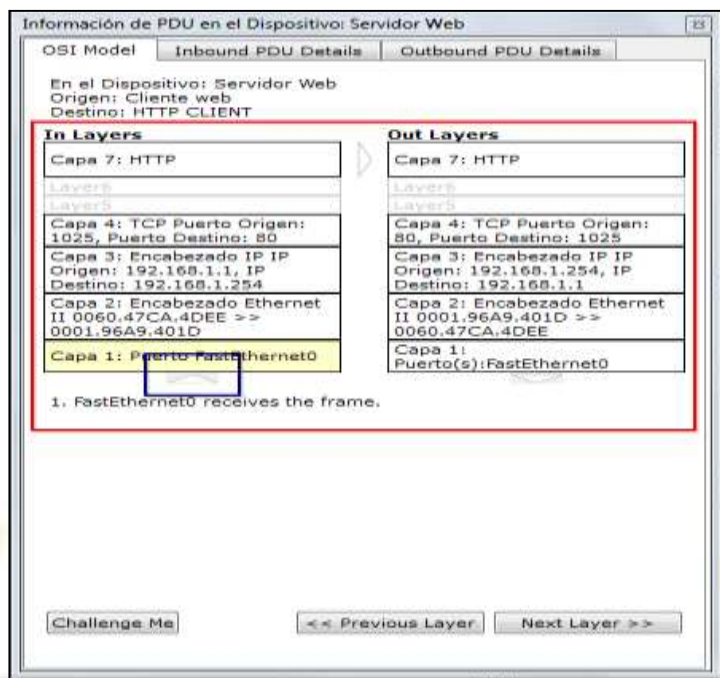 Información de PDU en el Dispositivo: Servidor Web
OSI Model
Inbound PDU Details
Outbound PDU Details
En el Dispositivo: Servidor Web
Origen: Cliente web
Destino: HTTP CLIENT
In Layers
Capa 7: HTTP
Layer6
Layer5
Capa 4: TCP Puerto Origen:
1025, Puerto Destino: 80
Capa 3: Encabezado IP IP
Origen: 192.168.1.1, IP
Destino: 192.168.1.254
Capa 2: Encabezado Ethernet
II 0060.47CA.4DEE >>
0001.96A9.401D
Capa 1: Puerto FastEthernet0
Out Layers
Capa 7: HTTP
Layer6
Layer5
Capa 4: TCP Puerto Origen:
80, Puerto Destino: 1025
Capa 3: Encabezado IP IP
Origen: 192.168.1.254, IP
Destino: 192.168.1.1
Capa 2: Encabezado Ethernet
II 0001.96A9.401D >>
0060.47CA.4DEE
Capa 1:
Puerto(s):FastEthernet0
1. FastEthernet0 receives the frame.
Challenge Me
<< Previous Layer
Next Layer >>